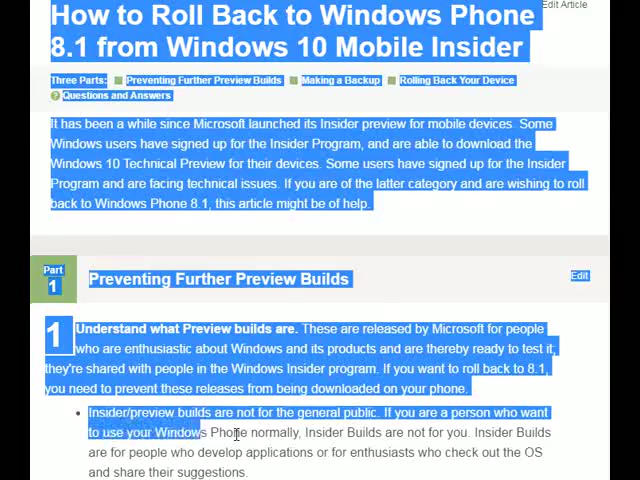 Edit Article
How to Roll Back to Windows Phone
8.1 from Windows 10 Mobile Insider
Three Parts: Preventing Further Preview Builds Making a Backup Rolling Back Your Device
Questions and Answers
It has been a while since Microsoft launched its Insider preview for mobile devices. Some
Windows users have signed up for the Insider Program, and are able to download the
Windows 10 Technical Preview for their devices. Some users have signed up for the Insider
Program and are facing technical issues. If you are of the latter category and are wishing to roll
back to Windows Phone 8.1, this article might be of help.
Part
1
Preventing Further Preview Builds
Edit
1
Understand what Preview builds are. These are released by Microsoft for people
who are enthusiastic about Windows and its products and are thereby ready to test it;
they're shared with people in the Windows Insider program. If you want to roll back to 8.1,
you need to prevent these releases from being downloaded on your phone.
• Insider/preview builds are not for the general public. If you are a person who want
to use your Windows Phone normally, Insider Builds are not for you. Insider Builds
are for people who develop applications or for enthusiasts who check out the OS
and share their suggestions.